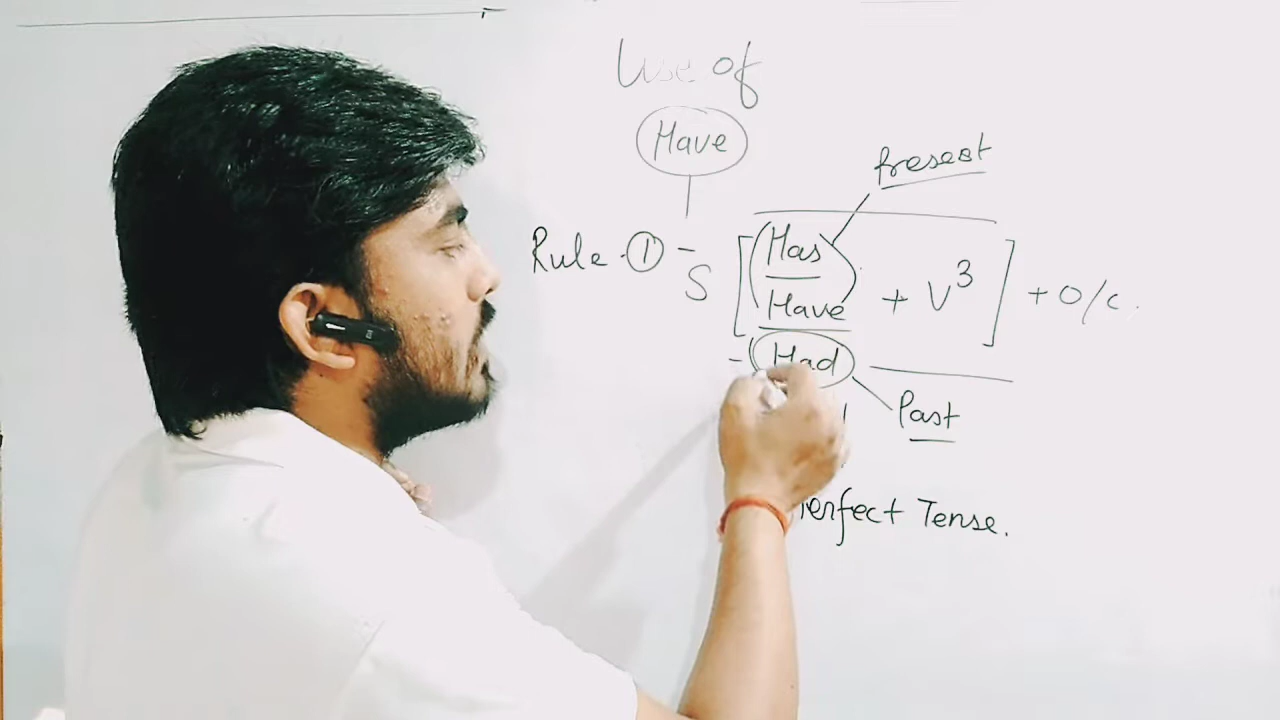 Use of
Have
Present
Rule ① - S [ Has
Have + V³ ] + O/c.
Had
Past
Perfect Tense.